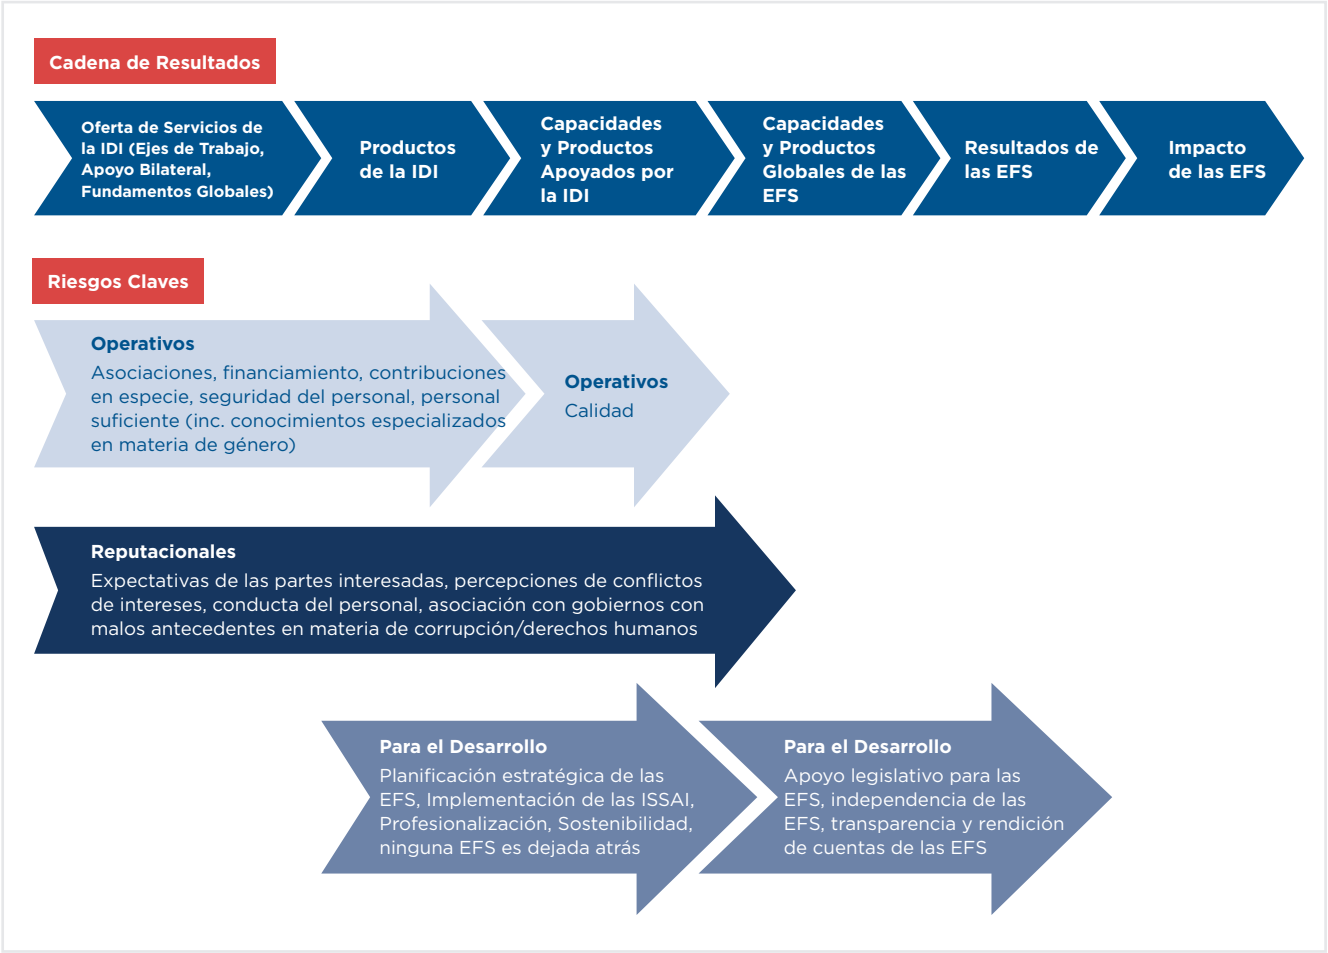 Cadena de Resultados
Oferta de Servicios de
la IDI (Ejes de Trabajo,
Apoyo Bilateral,
Fundamentos Globales)
Productos
de la IDI
Capacidades
y Productos
Apoyados por
la IDI
Capacidades
y Productos
Globales de las
EFS
Resultados de
las EFS
Impacto
de las EFS
Riesgos Claves
Operativos
Asociaciones, financiamiento, contribuciones
en especie, seguridad del personal, personal
suficiente (inc. conocimientos especializados
en materia de género)
Operativos
Calidad
Reputacionales
Expectativas de las partes interesadas, percepciones de conflictos
de intereses, conducta del personal, asociación con gobiernos con
malos antecedentes en materia de corrupción/derechos humanos
Para el Desarrollo
Planificación estratégica de las
EFS, Implementación de las ISSAI,
Profesionalización, Sostenibilidad,
ninguna EFS es dejada atrás
Para el Desarrollo
Apoyo legislativo para las
EFS, independencia de las
EFS, transparencia y rendición
de cuentas de las EFS